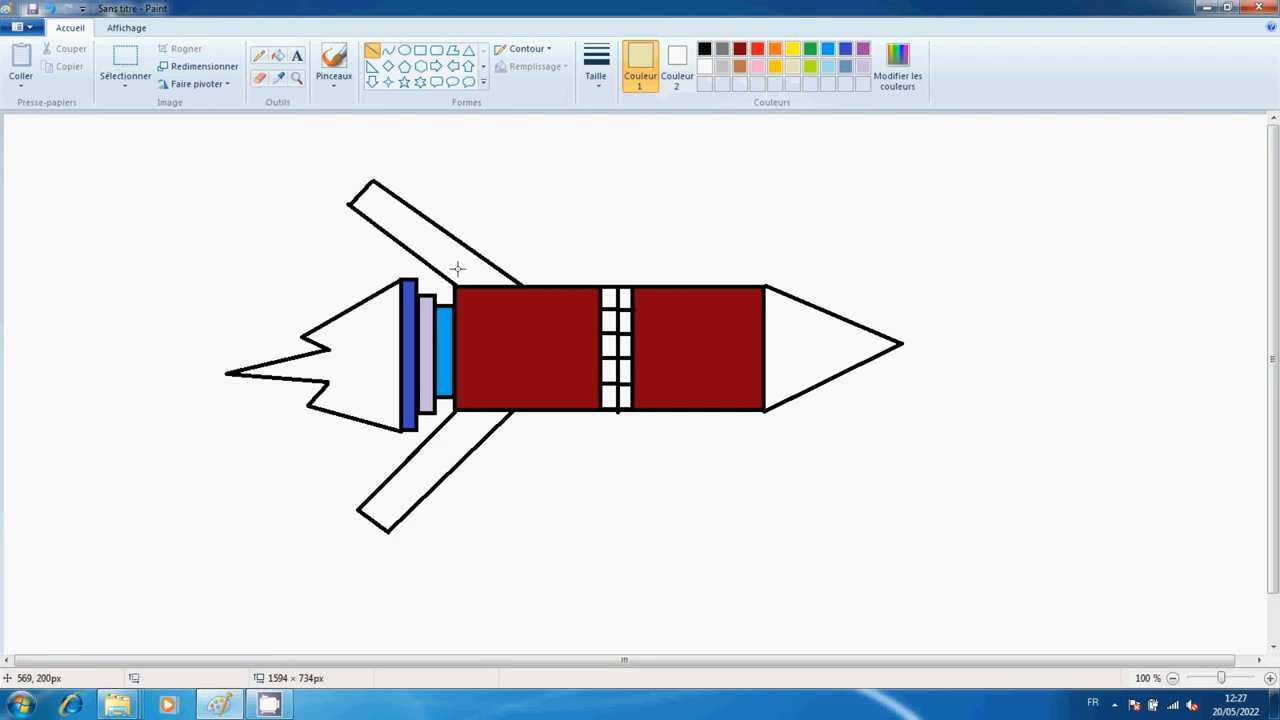 Sans titre - Paint
Accueil
Affichage
Coller
Couper
Copier
Presse-papiers
Sélectionner
Rogner
Redimensionner
Faire pivoter
Image
A
Outils
Pinceaux
Contour
Remplissage
Formes
Taille
Couleur
1
Couleur
2
Modifier les
couleurs
Couleurs
569, 200px
1594 × 734px
100 %
FR
12:27
20/05/2022